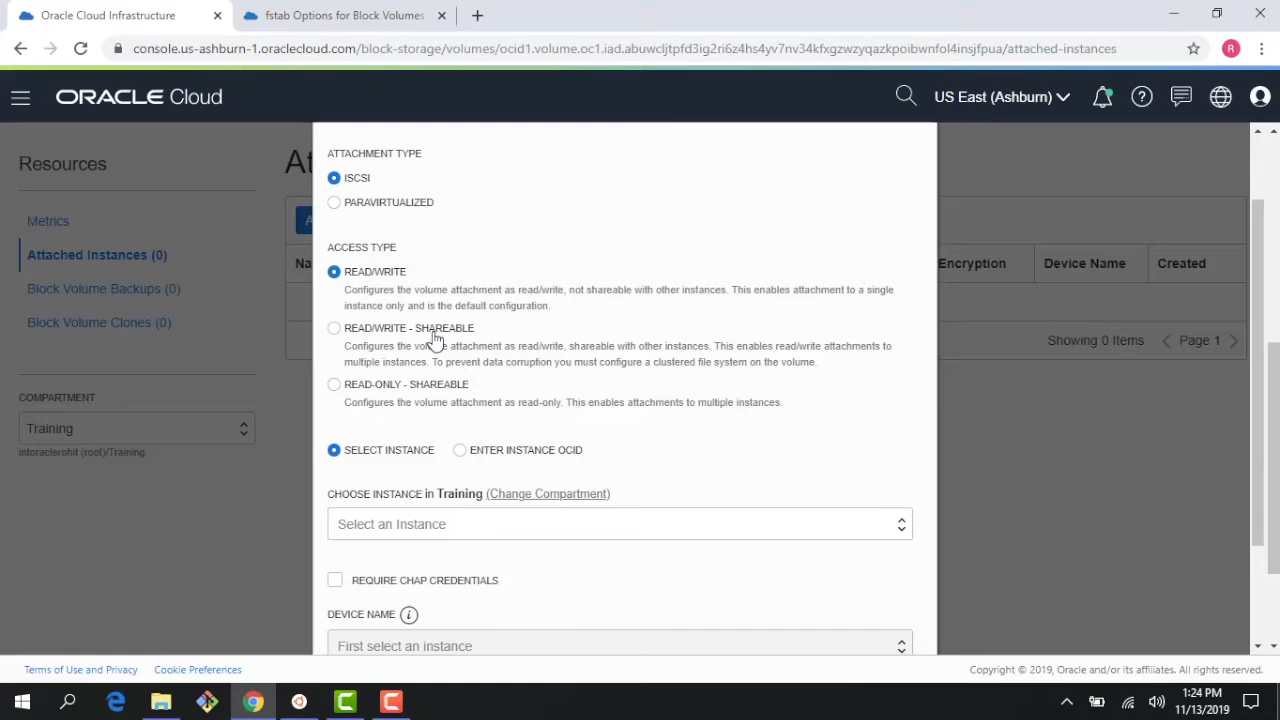 Oracle Cloud Infrastructure
fstab Options for Block Volumes
console.us-ashburn-1.oraclecloud.com/block-storage/volumes/ocid1.volume.oc1.iad.abuwcljtpfd3ig2ri6z4hs4yv7nv34kfxgzwzyqazkpoibwnfol4insjfpua/attached-instances
R
ORACLE Cloud
US East (Ashburn)
Resources
Metrics
Attached Instances (0)
Block Volume Backups (0)
Block Volume Clones (0)
COMPARTMENT
Training
intoraclerohit (root)/Training
ATTACHMENT TYPE
ISCSI
PARAVIRTUALIZED
ACCESS TYPE
READ/WRITE
Configures the volume attachment as read/write, not shareable with other instances. This enables attachment to a single
instance only and is the default configuration.
READ/WRITE - SHAREABLE
Configures the volume attachment as read/write, shareable with other instances. This enables read/write attachments to
multiple instances. To prevent data corruption you must configure a clustered file system on the volume.
READ-ONLY - SHAREABLE
Configures the volume attachment as read-only. This enables attachments to multiple instances.
SELECT INSTANCE
ENTER INSTANCE OCID
CHOOSE INSTANCE in Training (Change Compartment)
Select an Instance
REQUIRE CHAP CREDENTIALS
DEVICE NAME
First select an instance
Encryption
Device Name
Created
Showing 0 Items
Page 1
Terms of Use and Privacy
Cookie Preferences
Copyright © 2019, Oracle and/or its affiliates. All rights reserved.
1:24 PM
11/13/2019